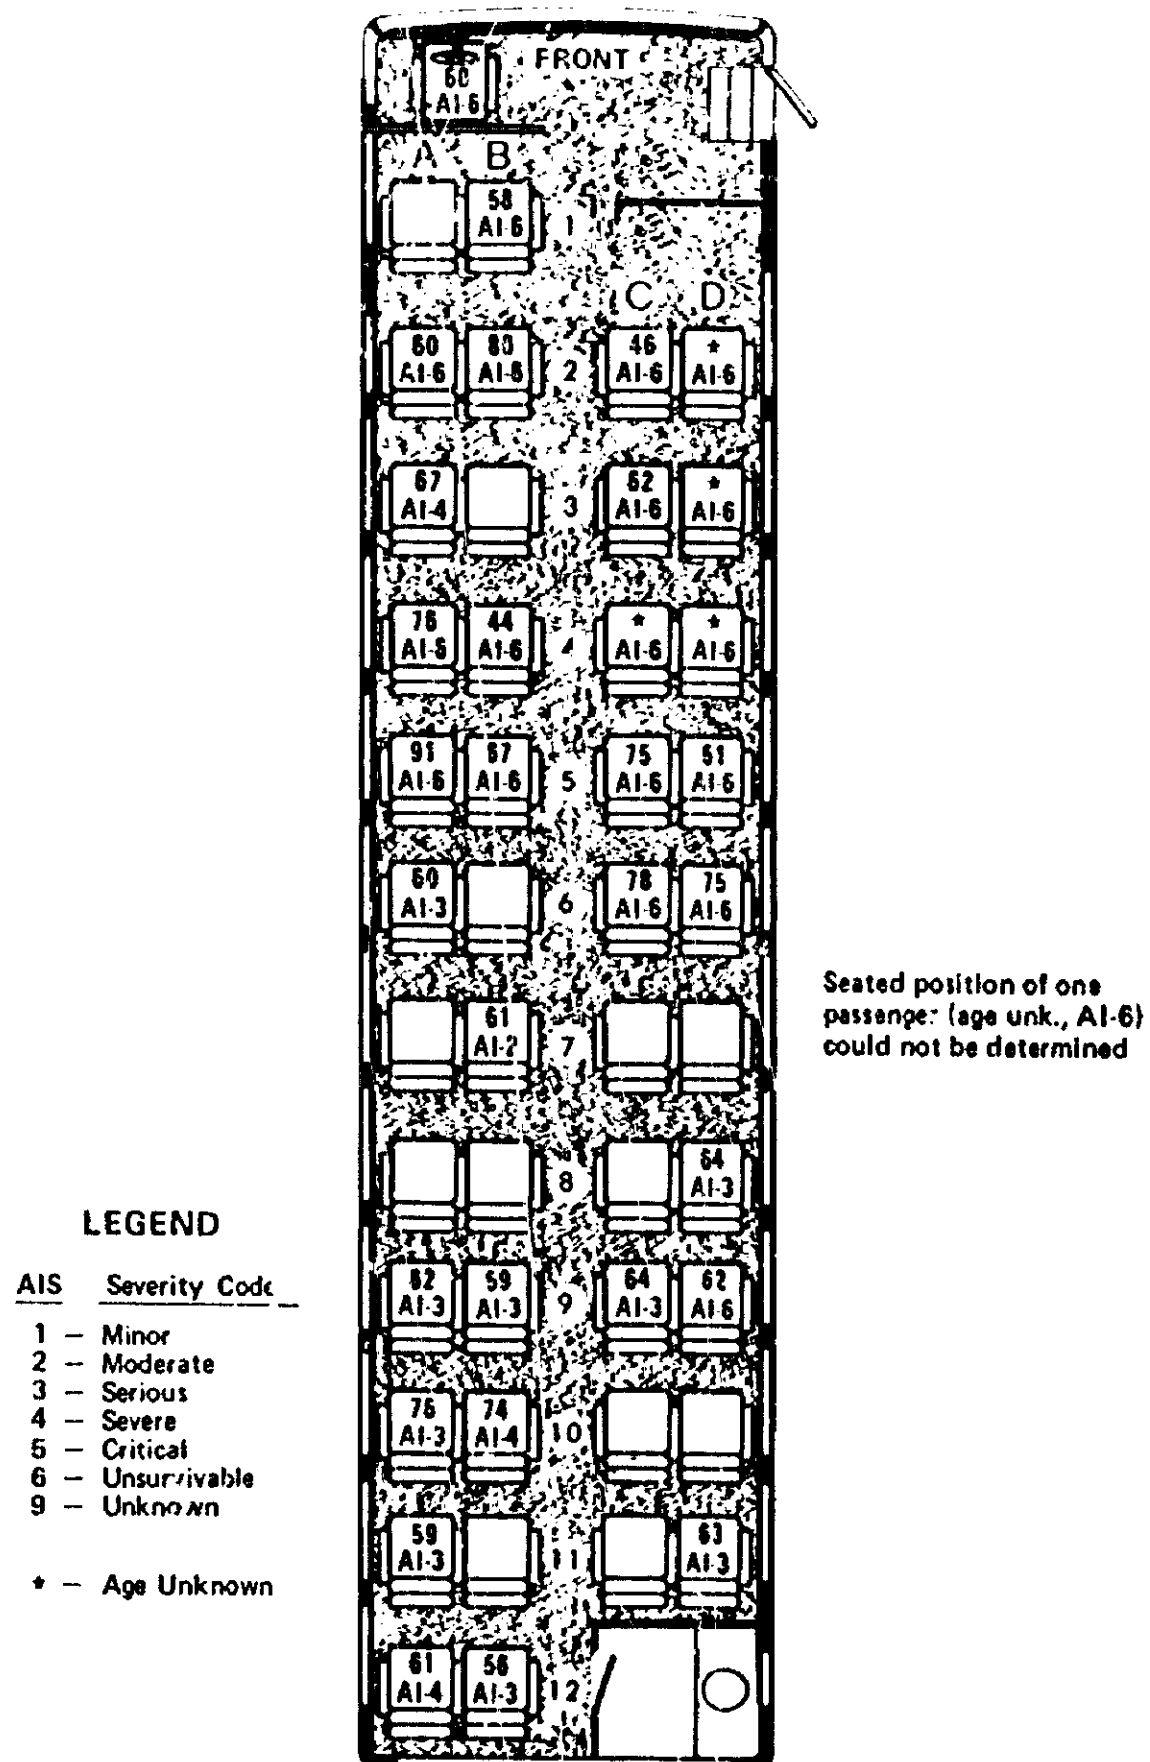 FRONT
60
AI-6
A B
58
AI-6
1
C D
60
AI-6
80
AI-6
2
46
AI-6
*
AI-6
67
AI-4
3
62
AI-6
*
AI-6
76
44
AI-6
4
*
AI-6
*
AI-6
91
AI-6
67
AI-6
5
75
AI-6
AI-6
60
AI-3
6
78
AI-6
75
AI-6
61
AI-2
7
8
64
AI-3
AI-3
59
AI-3
9
64
AI-3
62
AI-6
AI-3
74
AI-4
10
59
AI-3
11
63
AI-3
61
AI-4
AI-3
12
Seated position of one
passenger (age unk., AI-6)
could not be determined
LEGEND
AIS Severity Code
1 – Minor
2 – Moderate
3 – Serious
4 – Severe
5 – Critical
6 – Unsurvivable
9 – Unknown
* – Age Unknown